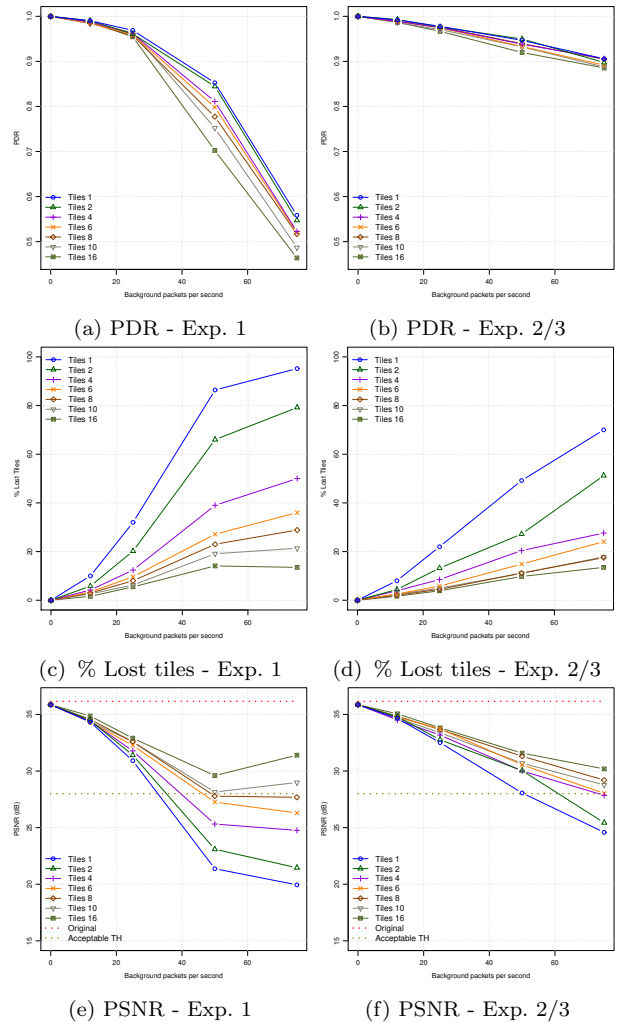 1.0
0.9
0.8
0.7
0.6
0.5
PDR
Tiles 1
Tiles 2
Tiles 4
Tiles 6
Tiles 8
Tiles 10
Tiles 16
0 20 40 60 80
Background packets per second
(a) PDR - Exp. 1
1.0
0.9
0.8
0.7
0.6
0.5
PDR
Tiles 1
Tiles 2
Tiles 4
Tiles 6
Tiles 8
Tiles 10
Tiles 16
0 20 40 60 80
Background packets per second
(b) PDR - Exp. 2/3
100
80
60
40
20
0
% Lost Tiles
Tiles 1
Tiles 2
Tiles 4
Tiles 6
Tiles 8
Tiles 10
Tiles 16
0 20 40 60 80
Background packets per second
(c) % Lost tiles - Exp. 1
100
80
60
40
20
0
% Lost Tiles
Tiles 1
Tiles 2
Tiles 4
Tiles 6
Tiles 8
Tiles 10
Tiles 16
0 20 40 60 80
Background packets per second
(d) % Lost tiles - Exp. 2/3
35
30
25
20
15
PSNR (dB)
Tiles 1
Tiles 2
Tiles 4
Tiles 6
Tiles 8
Tiles 10
Tiles 16
Original
Acceptable TH
0 20 40 60 80
Background packets per second
(e) PSNR - Exp. 1
35
30
25
20
15
PSNR (dB)
Tiles 1
Tiles 2
Tiles 4
Tiles 6
Tiles 8
Tiles 10
Tiles 16
Original
Acceptable TH
0 20 40 60 80
Background packets per second
(f) PSNR - Exp. 2/3